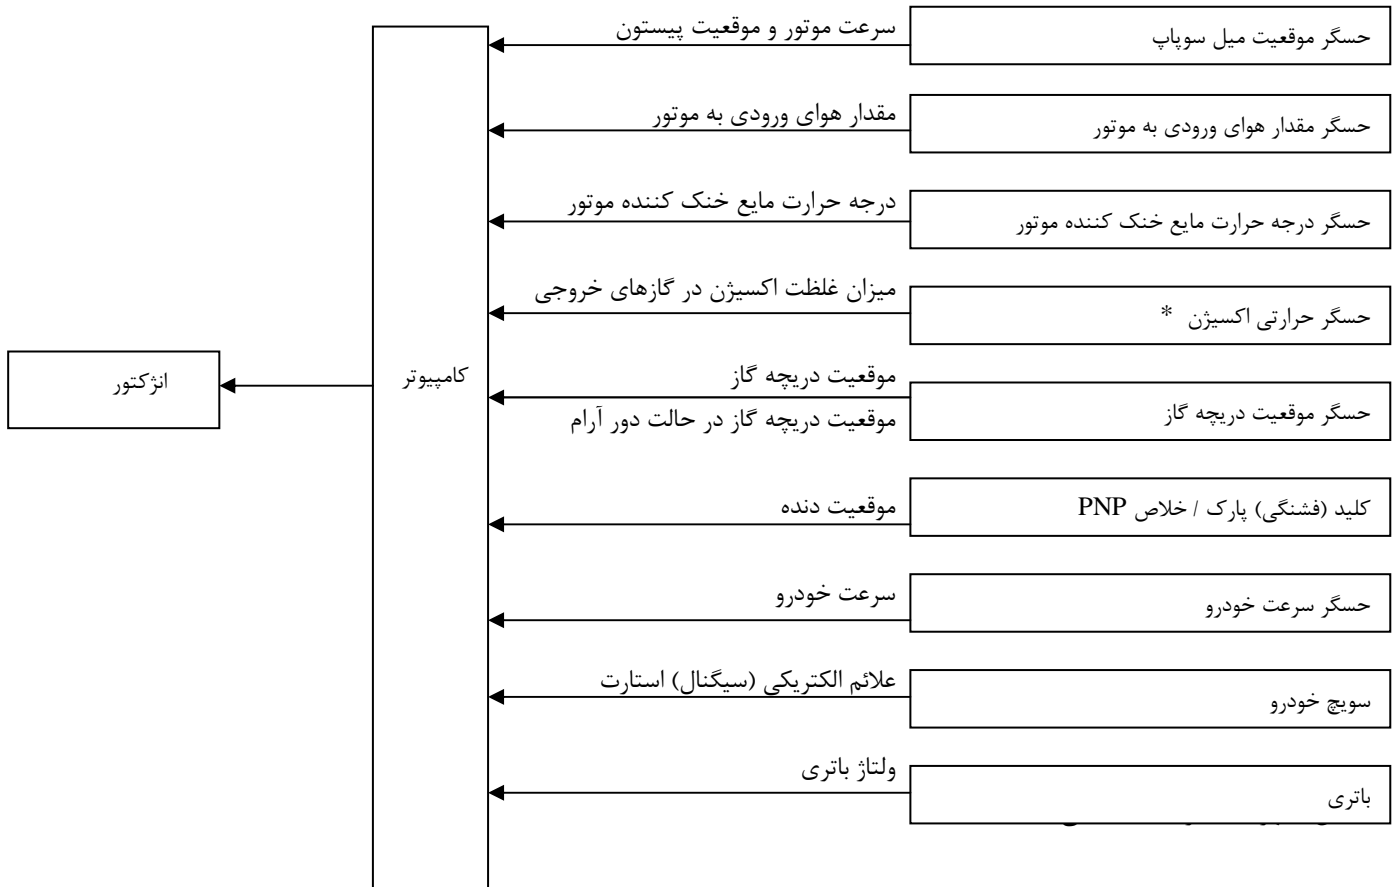 حسگر موقعیت میل سوپاپ
سرعت موتور و موقعیت پیستون
حسگر مقدار هوای ورودی به موتور
مقدار هوای ورودی به موتور
حسگر درجه حرارت مایع خنک کننده موتور
درجه حرارت مایع خنک کننده موتور
حسگر حرارتی اکسیژن *
میزان غلظت اکسیژن در گازهای خروجی
حسگر موقعیت دریچه گاز
موقعیت دریچه گاز
موقعیت دریچه گاز در حالت دور آرام
کلید (فشنگی) پارک / خلاص PNP
موقعیت دنده
حسگر سرعت خودرو
سرعت خودرو
سویچ خودرو
علائم الکتریکی (سیگنال) استارت
باتری
ولتاژ باتری
کامپیوتر
انژکتور